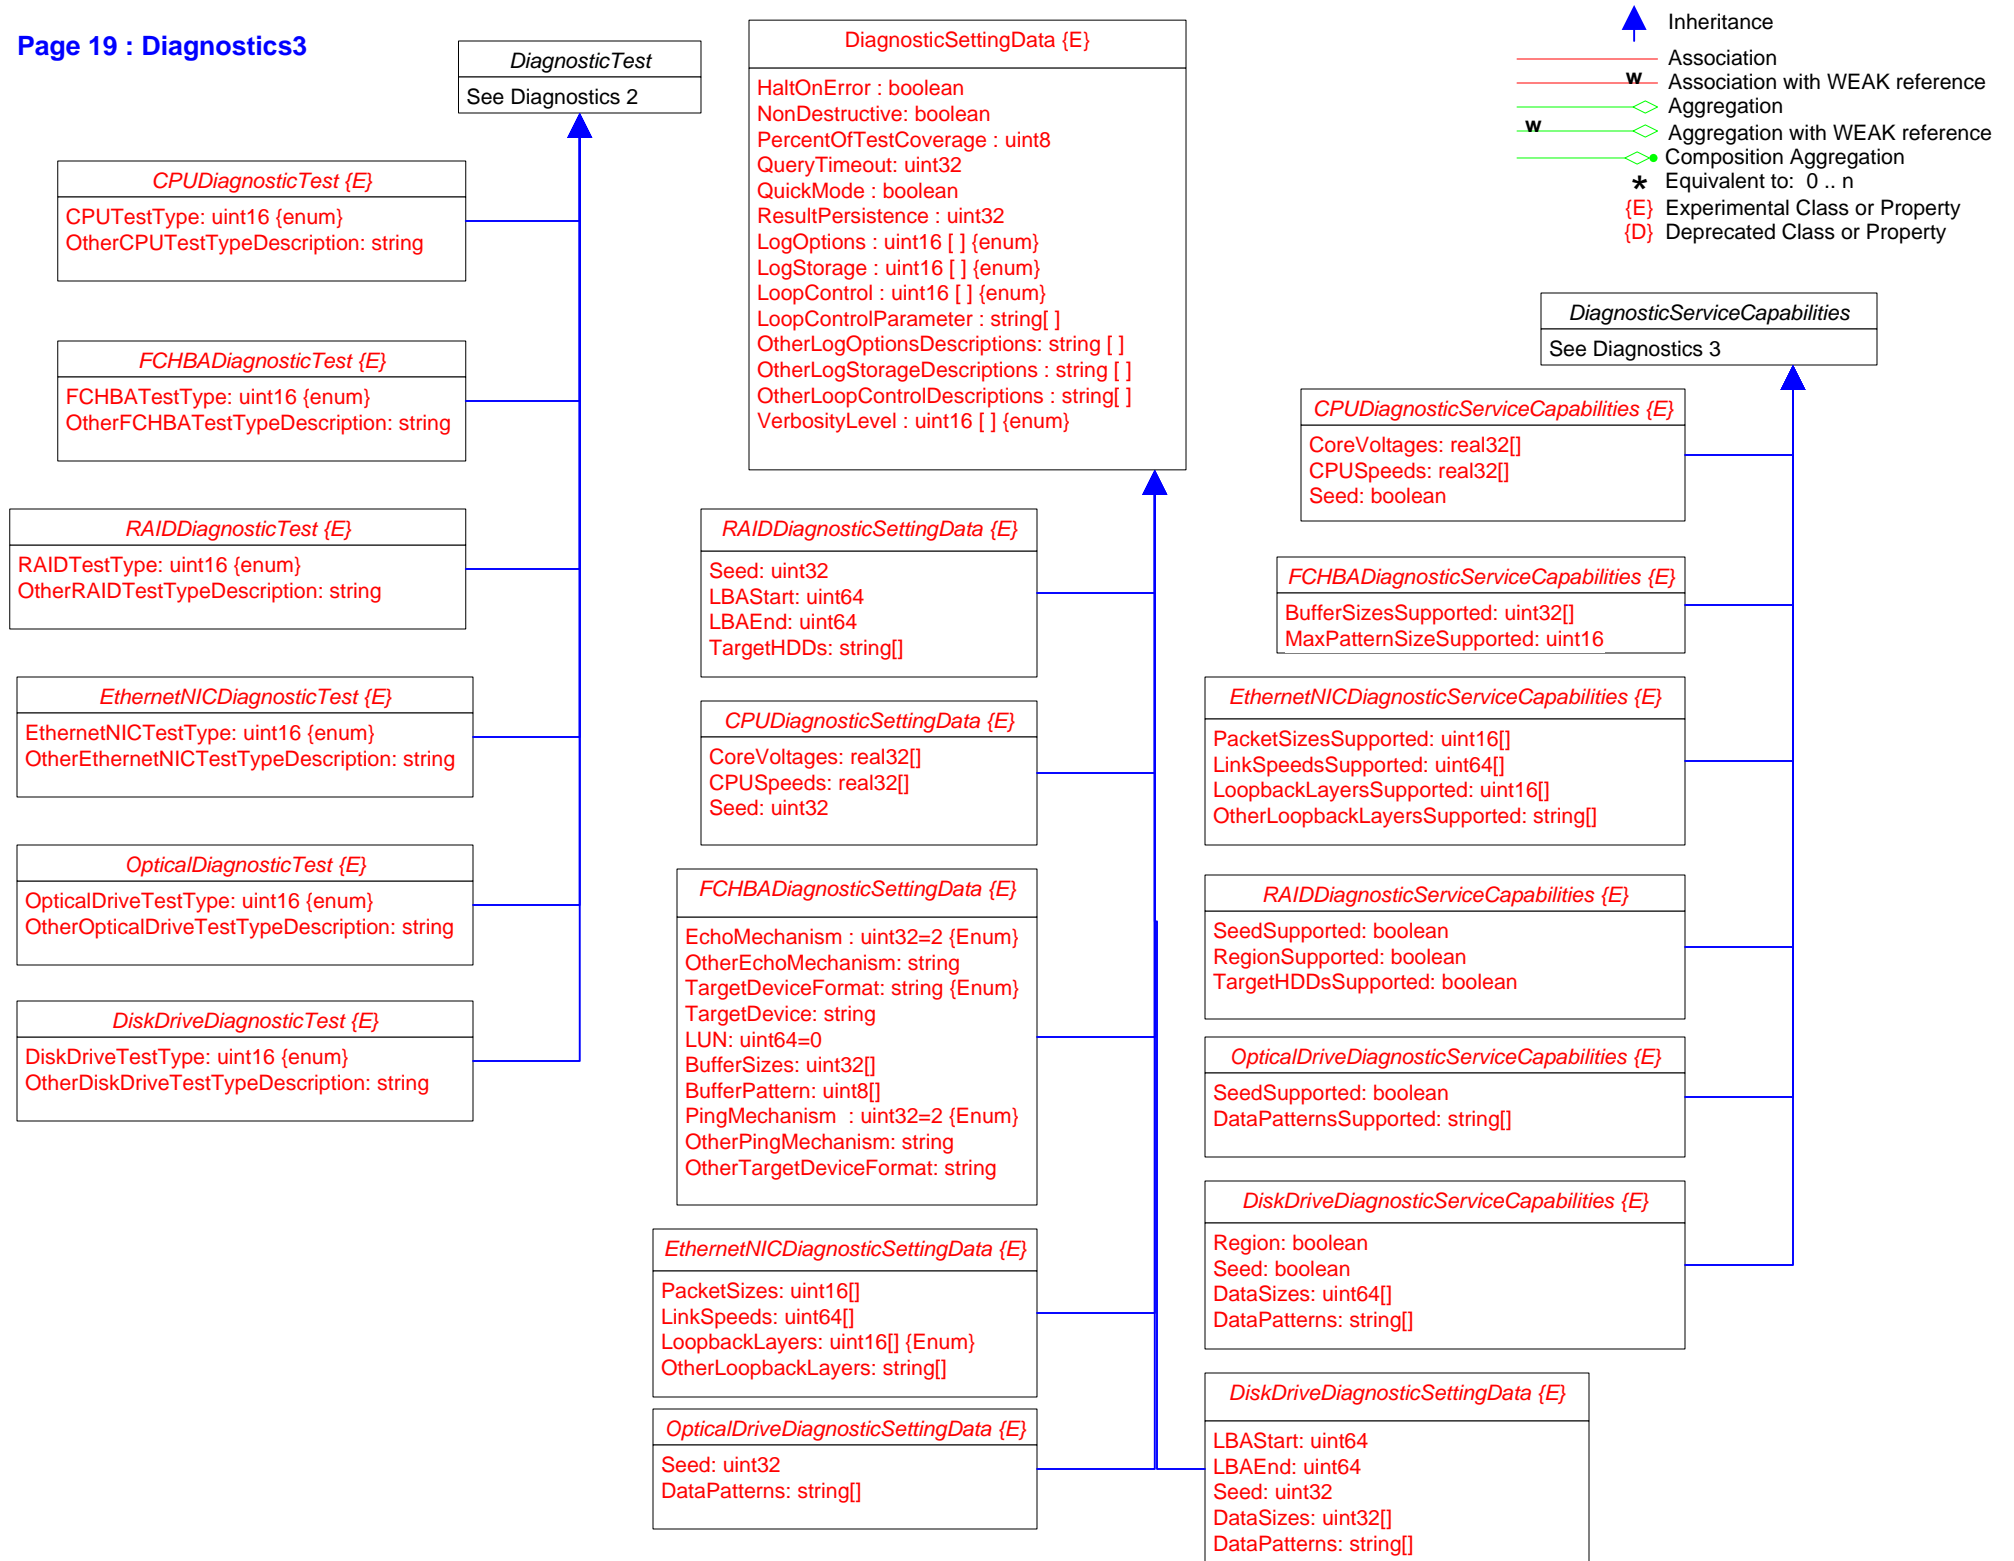 Page 19 : Diagnostics3
DiagnosticTest
See Diagnostics 2
CPUDiagnosticTest {E}
CPUTestType: uint16 {enum}
OtherCPUTestTypeDescription: string
FCHBADiagnosticTest {E}
FCHBATestType: uint16 {enum}
OtherFCHBATestTypeDescription: string
RAIDDiagnosticTest {E}
RAIDTestType: uint16 {enum}
OtherRAIDTestTypeDescription: string
EthernetNICDiagnosticTest {E}
EthernetNICTestType: uint16 {enum}
OtherEthernetNICTestTypeDescription: string
OpticalDiagnosticTest {E}
OpticalDriveTestType: uint16 {enum}
OtherOpticalDriveTestTypeDescription: string
DiskDriveDiagnosticTest {E}
DiskDriveTestType: uint16 {enum}
OtherDiskDriveTestTypeDescription: string
DiagnosticSettingData {E}
HaltOnError : boolean
NonDestructive: boolean
PercentOfTestCoverage : uint8
QueryTimeout: uint32
QuickMode : boolean
ResultPersistence : uint32
LogOptions : uint16 [ ] {enum}
LogStorage : uint16 [ ] {enum}
LoopControl : uint16 [ ] {enum}
LoopControlParameter : string[ ]
OtherLogOptionsDescriptions: string [ ]
OtherLogStorageDescriptions : string [ ]
OtherLoopControlDescriptions : string[ ]
VerbosityLevel : uint16 [ ] {enum}
RAIDDiagnosticSettingData {E}
Seed: uint32
LBAStart: uint64
LBAEnd: uint64
TargetHDDs: string[]
CPUDiagnosticSettingData {E}
CoreVoltages: real32[]
CPUSpeeds: real32[]
Seed: uint32
FCHBADiagnosticSettingData {E}
EchoMechanism : uint32=2 {Enum}
OtherEchoMechanism: string
TargetDeviceFormat: string {Enum}
TargetDevice: string
LUN: uint64=0
BufferSizes: uint32[]
BufferPattern: uint8[]
PingMechanism : uint32=2 {Enum}
OtherPingMechanism: string
OtherTargetDeviceFormat: string
EthernetNICDiagnosticSettingData {E}
PacketSizes: uint16[]
LinkSpeeds: uint64[]
LoopbackLayers: uint16[] {Enum}
OtherLoopbackLayers: string[]
OpticalDriveDiagnosticSettingData {E}
Seed: uint32
DataPatterns: string[]
Inheritance
Association
w Association with WEAK reference
Aggregation
w Aggregation with WEAK reference
Composition Aggregation
* Equivalent to: 0 .. n
{E} Experimental Class or Property
{D} Deprecated Class or Property
DiagnosticServiceCapabilities
See Diagnostics 3
CPUDiagnosticServiceCapabilities {E}
CoreVoltages: real32[]
CPUSpeeds: real32[]
Seed: boolean
FCHBADiagnosticServiceCapabilities {E}
BufferSizesSupported: uint32[]
MaxPatternSizeSupported: uint16
EthernetNICDiagnosticServiceCapabilities {E}
PacketSizesSupported: uint16[]
LinkSpeedsSupported: uint64[]
LoopbackLayersSupported: uint16[]
OtherLoopbackLayersSupported: string[]
RAIDDiagnosticServiceCapabilities {E}
SeedSupported: boolean
RegionSupported: boolean
TargetHDDsSupported: boolean
OpticalDriveDiagnosticServiceCapabilities {E}
SeedSupported: boolean
DataPatternsSupported: string[]
DiskDriveDiagnosticServiceCapabilities {E}
Region: boolean
Seed: boolean
DataSizes: uint64[]
DataPatterns: string[]
DiskDriveDiagnosticSettingData {E}
LBAStart: uint64
LBAEnd: uint64
Seed: uint32
DataSizes: uint32[]
DataPatterns: string[]